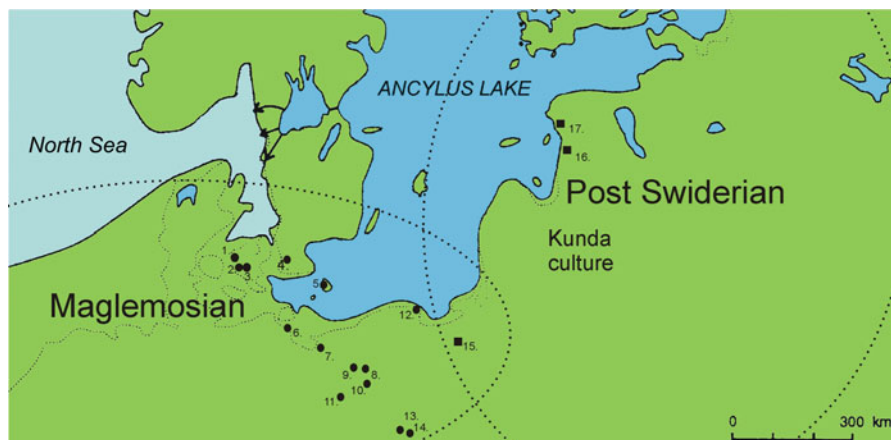 ANCYLUS LAKE
North Sea
17.
16.
Post Swiderian
Kunda
culture
1.
2.
3.
4.
5.
Maglemosian
12.
6.
15.
7.
9.
8.
10.
11.
13.
14.
0 300 km